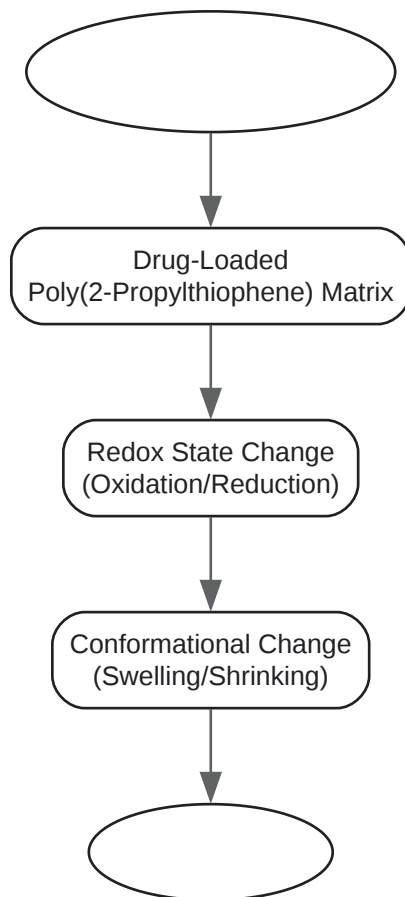 Drug-Loaded
Poly(2-Propylthiophene) Matrix
Redox State Change
(Oxidation/Reduction)
Conformational Change
(Swelling/Shrinking)